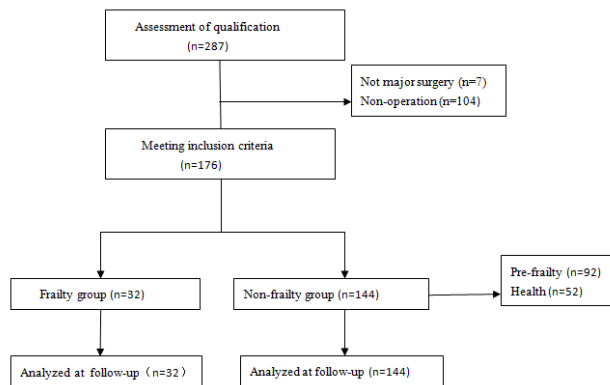 Assessment of qualification
(n=287)
Not major surgery (n=7)
Non-operation (n=104)
Meeting inclusion criteria
(n=176)
Frailty group (n=32)
Non-frailty group (n=144)
Pre-frailty (n=92)
Health (n=52)
Analyzed at follow-up（n=32）
Analyzed at follow-up (n=144)